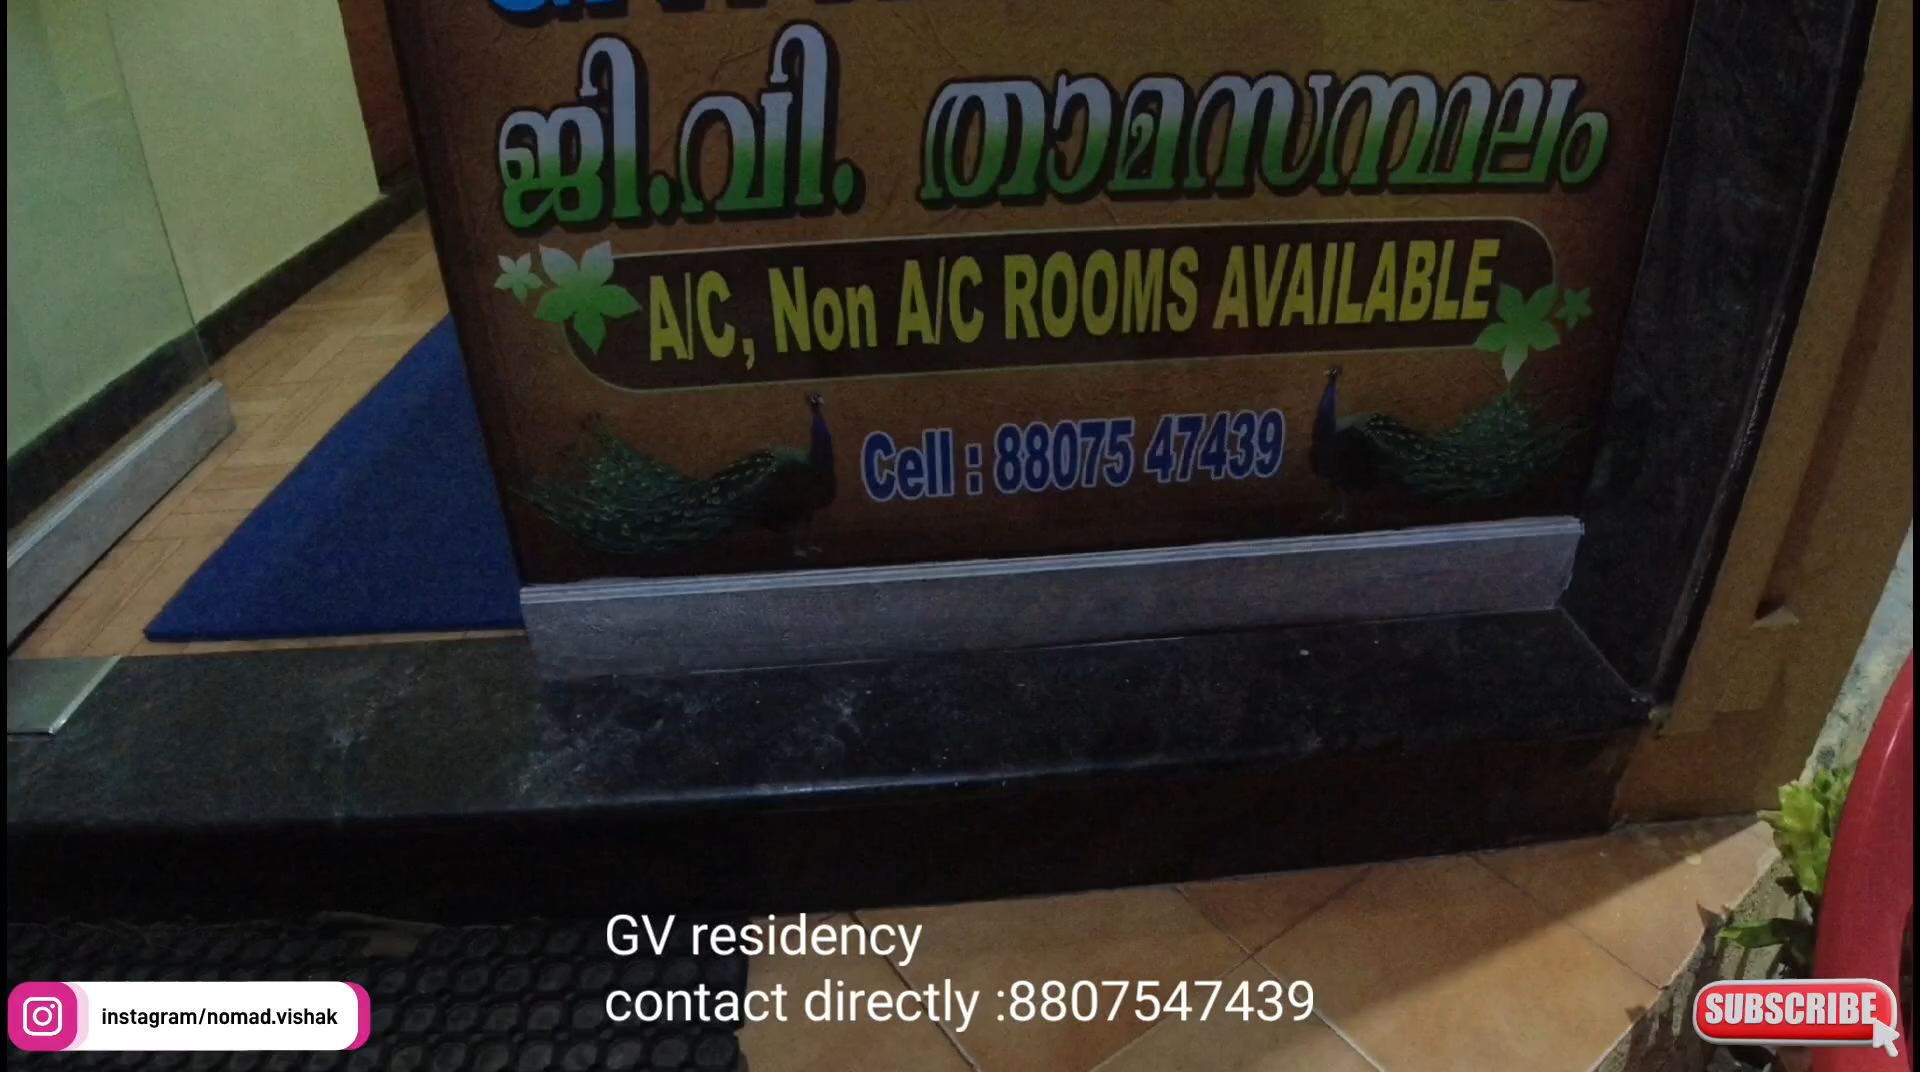 ജി.വി. താമസസ്ഥലം
A/C, Non A/C ROOMS AVAILABLE
Cell : 88075 47439
GV residency
contact directly :8807547439
instagram/nomad.vishak
SUBSCRIBE